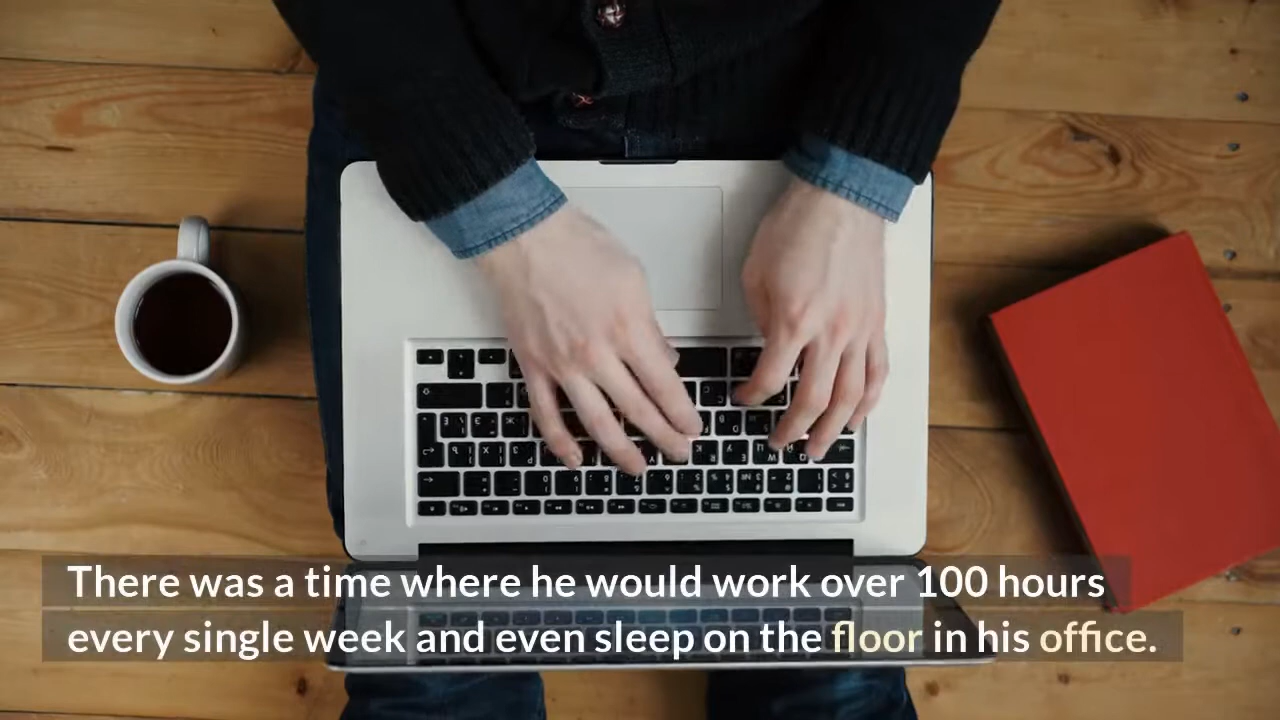 There was a time where he would work over 100 hours
every single week and even sleep on the floor in his office.